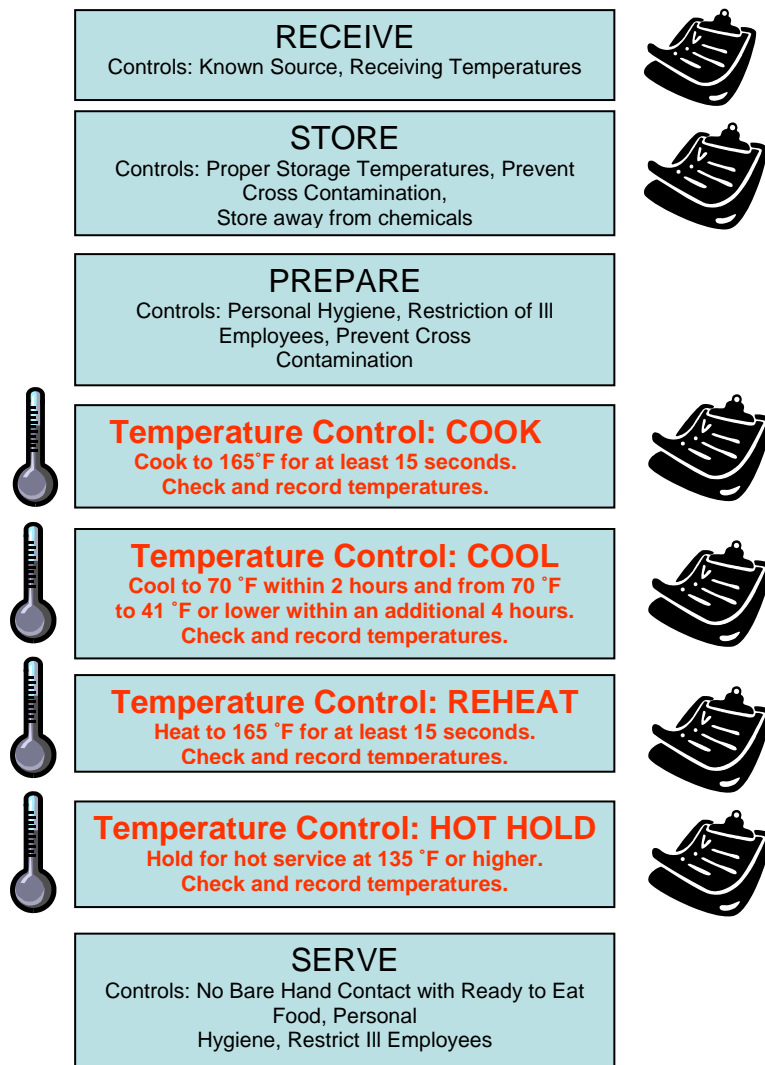 RECEIVE
Controls: Known Source, Receiving Temperatures
STORE
Controls: Proper Storage Temperatures, Prevent
Cross Contamination,
Store away from chemicals
PREPARE
Controls: Personal Hygiene, Restriction of Ill
Employees, Prevent Cross
Contamination
Temperature Control: COOK
Cook to 165˚F for at least 15 seconds.
Check and record temperatures.
Temperature Control: COOL
Cool to 70 ˚F within 2 hours and from 70 ˚F
to 41 ˚F or lower within an additional 4 hours.
Check and record temperatures.
Temperature Control: REHEAT
Heat to 165 ˚F for at least 15 seconds.
Check and record temperatures.
Temperature Control: HOT HOLD
Hold for hot service at 135 ˚F or higher.
Check and record temperatures.
SERVE
Controls: No Bare Hand Contact with Ready to Eat
Food, Personal
Hygiene, Restrict Ill Employees